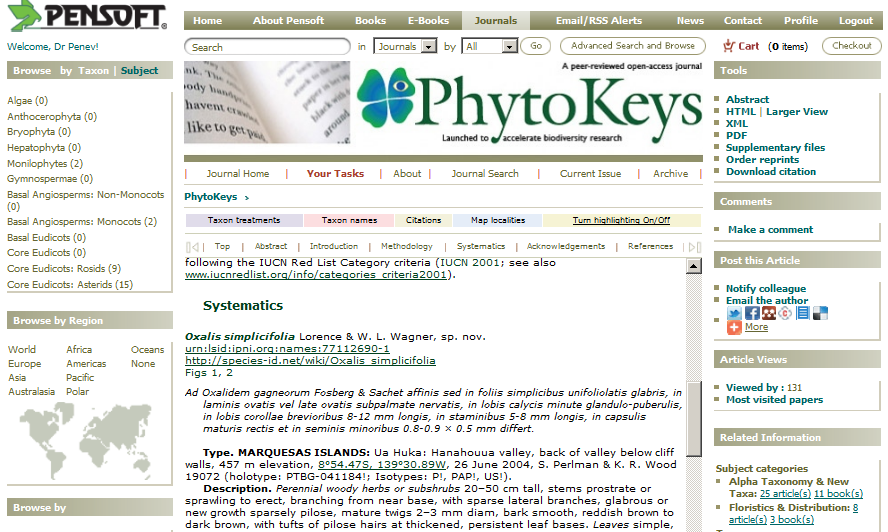 PENSOFT®
Home About Pensoft Books E-Books Journals Email/RSS Alerts News Contact Profile Logout
Welcome, Dr Penev!
Search in Journals by All Go Advanced Search and Browse Cart (0 items) Checkout
Browse by Taxon | Subject
Algae (0)
Anthocerophyta (0)
Bryophyta (0)
Hepatophyta (0)
Monilophytes (2)
Gymnospermae (0)
Basal Angiosperms: Non-Monocots
(0)
Basal Angiosperms: Monocots (2)
Basal Eudicots (0)
Core Eudicots (0)
Core Eudicots: Rosids (9)
Core Eudicots: Asterids (15)
Browse by Region
World Africa Oceans
Europe Americas None
Asia Pacific
Australasia Polar
Browse by
nk. The
body handsp
havent crawle
like to get pa
A peer-reviewed open-access journal
PhytoKeys
Launched to accelerate biodiversity research
Journal Home | Your Tasks | About | Journal Search | Current Issue | Archive |
PhytoKeys ›
Taxon treatments Taxon names Citations Map localities Turn highlighting On/Off
Top | Abstract | Introduction | Methodology | Systematics | Acknowledgements | References
following the IUCN Red List Category criteria (IUCN 2001; see also
www.iucnredlist.org/info/categories_criteria2001).
Systematics
Oxalis simplicifolia Lorence & W. L. Wagner, sp. nov.
urn:lsid:ipni.org:names:77112690-1
http://species-id.net/wiki/Oxalis_simplicifolia
Figs 1, 2
Ad Oxalidem gagneorum Fosberg & Sachet affinis sed in foliis simplicibus unifoliolatis glabris, in
laminis ovatis vel late ovatis subpalmate nervatis, in lobis calycis minute glandulo-puberulis,
in lobis corollae brevioribus 8-12 mm longis, in staminibus 5-8 mm longis, in capsulis
maturis rectis et in seminis minoribus 0.8-0.9 × 0.5 mm differt.
Type. MARQUESAS ISLANDS: Ua Huka: Hanahouua valley, back of valley below cliff
walls, 457 m elevation, 8°54.47S, 139°30.89W, 26 June 2004, S. Perlman & K. R. Wood
19072 (holotype: PTBG-041184!; Isotypes: P!, PAP!, US!).
Description. Perennial woody herbs or subshrubs 20–50 cm tall, stems prostrate or
sprawling to erect, branching from near base, with sparse lateral branches, glabrous or
new growth sparsely pilose, mature twigs 2–3 mm diam, bark smooth, reddish brown to
dark brown, with tufts of pilose hairs at thickened, persistent leaf bases. Leaves simple,
Tools
Abstract
HTML | Larger View
XML
PDF
Supplementary files
Order reprints
Download citation
Comments
Make a comment
Post this Article
Notify colleague
Email the author
More
Article Views
Viewed by : 131
Most visited papers
Related Information
Subject categories
Alpha Taxonomy & New
Taxa: 25 article(s) 11 book(s)
Floristics & Distribution: 8
article(s) 3 book(s)